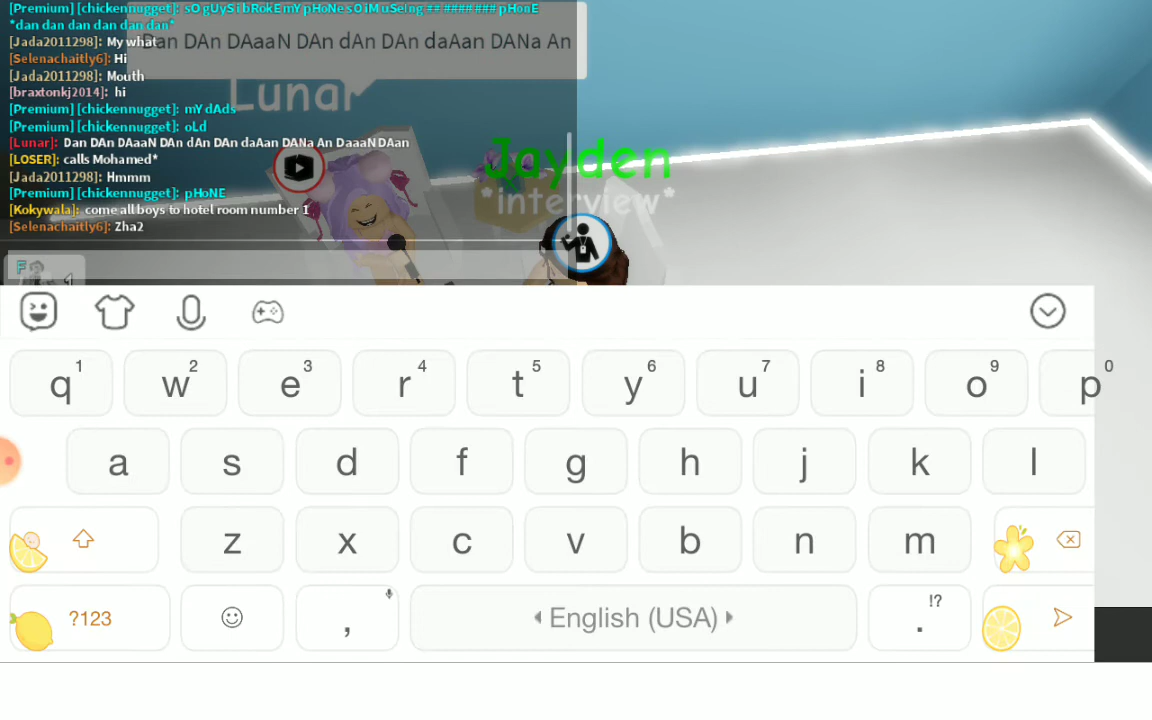 [Premium] [chickennugget]: sO gUyS i bRokE mY pHoNe sO iM uSeing ## ####### pHonE
*dan dan dan dan dan dan*
Dan DAn DAaaN DAn dAn DAn daAan DANa An
[Jada2011298]: My what
[Selenachaitly6]: Hi
[Jada2011298]: Mouth
[braxtonkj2014]: hi
[Premium] [chickennugget]: mY dAds
[Premium] [chickennugget]: oLd
[Lunar]: Dan DAn DAaaN DAn dAn DAn daAan DANa An DaaaN DAan
[LOSER]: calls Mohamed*
[Jada2011298]: Hmmm
[Premium] [chickennugget]: pHoNE
[Kokywala]: come all boys to hotel room number 1
[Selenachaitly6]: Zha2
Lunar
Jayden
*interview*
F
q 1 w 2 e 3 r 4 t 5 y 6 u 7 i 8 o 9 p 0
a s d f g h j k l
z x c v b n m
?123 , English (USA) . !?